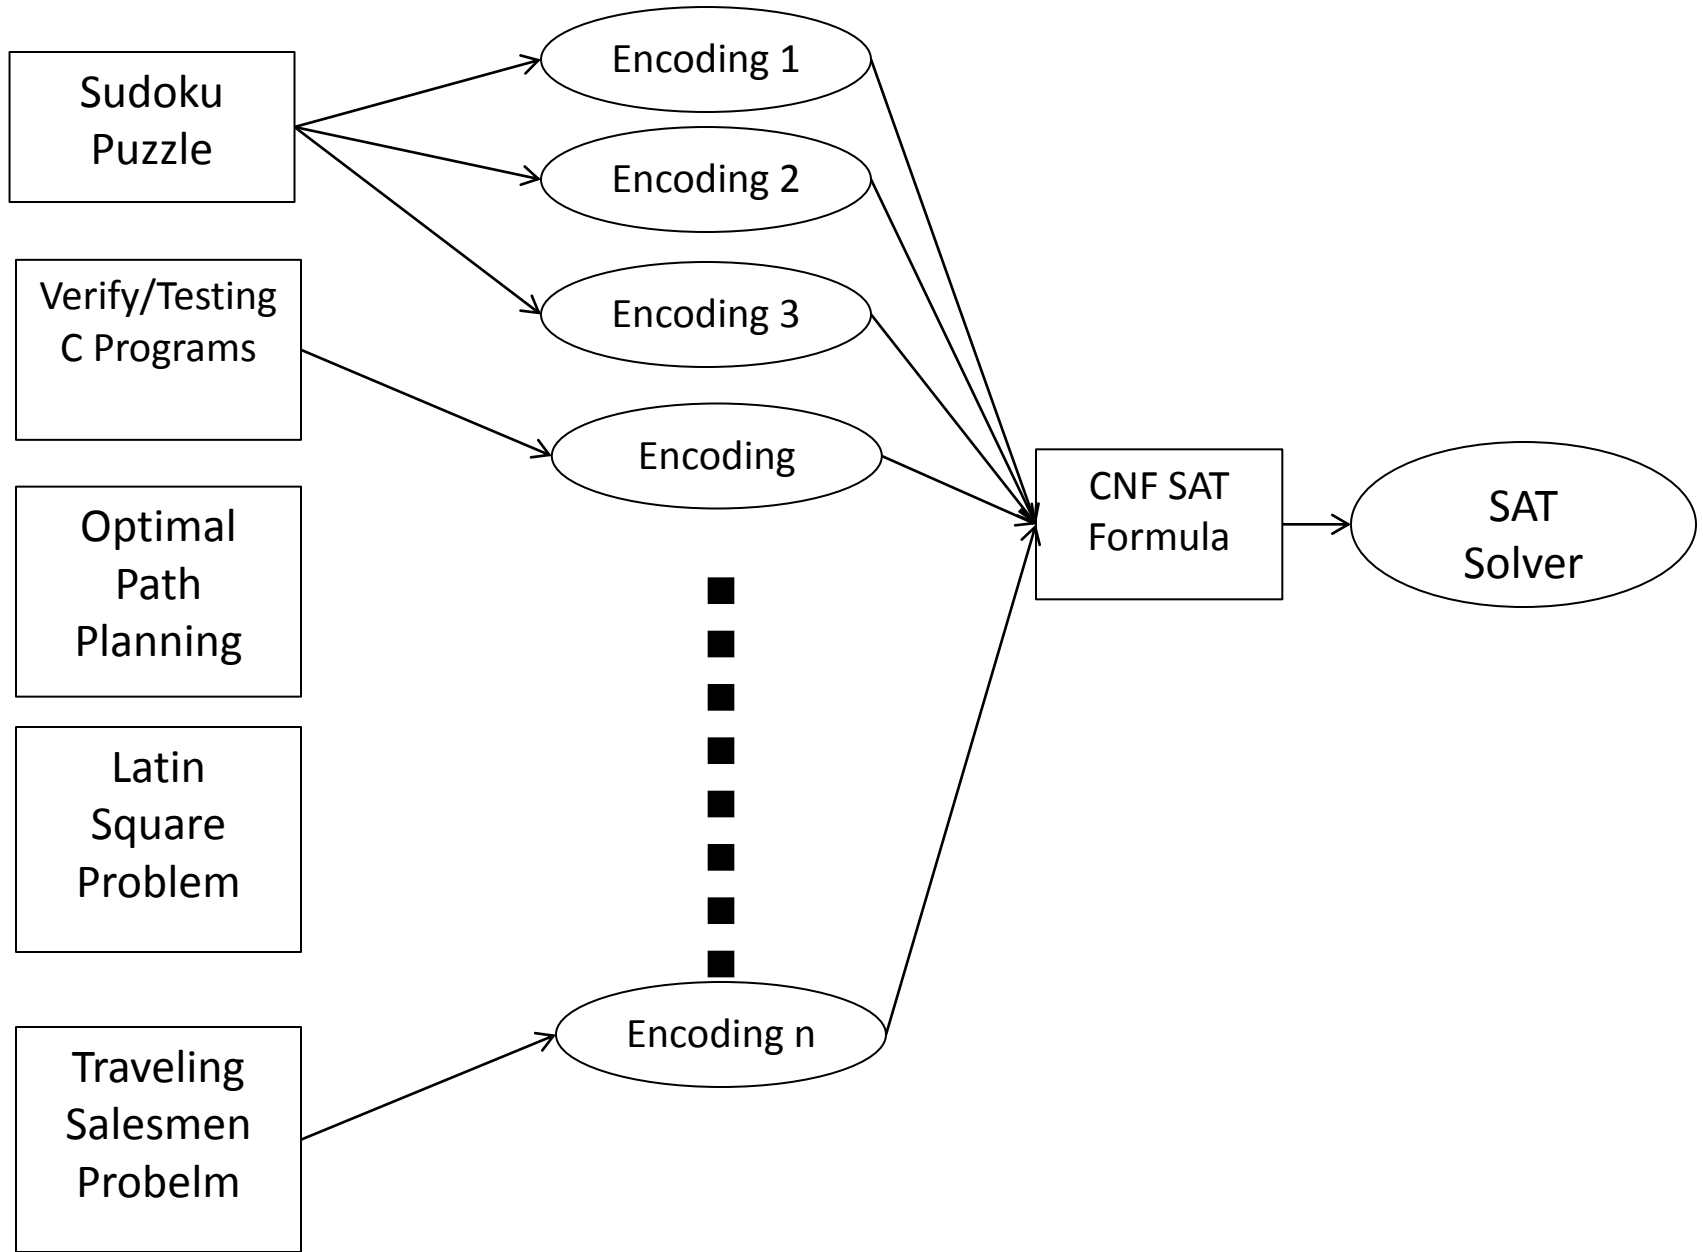 Sudoku
Puzzle
Encoding 1
Encoding 2
Encoding 3
Verify/Testing
C Programs
Encoding
Optimal
Path
Planning
Latin
Square
Problem
Traveling
Salesmen
Probelm
Encoding n
CNF SAT
Formula
SAT
Solver